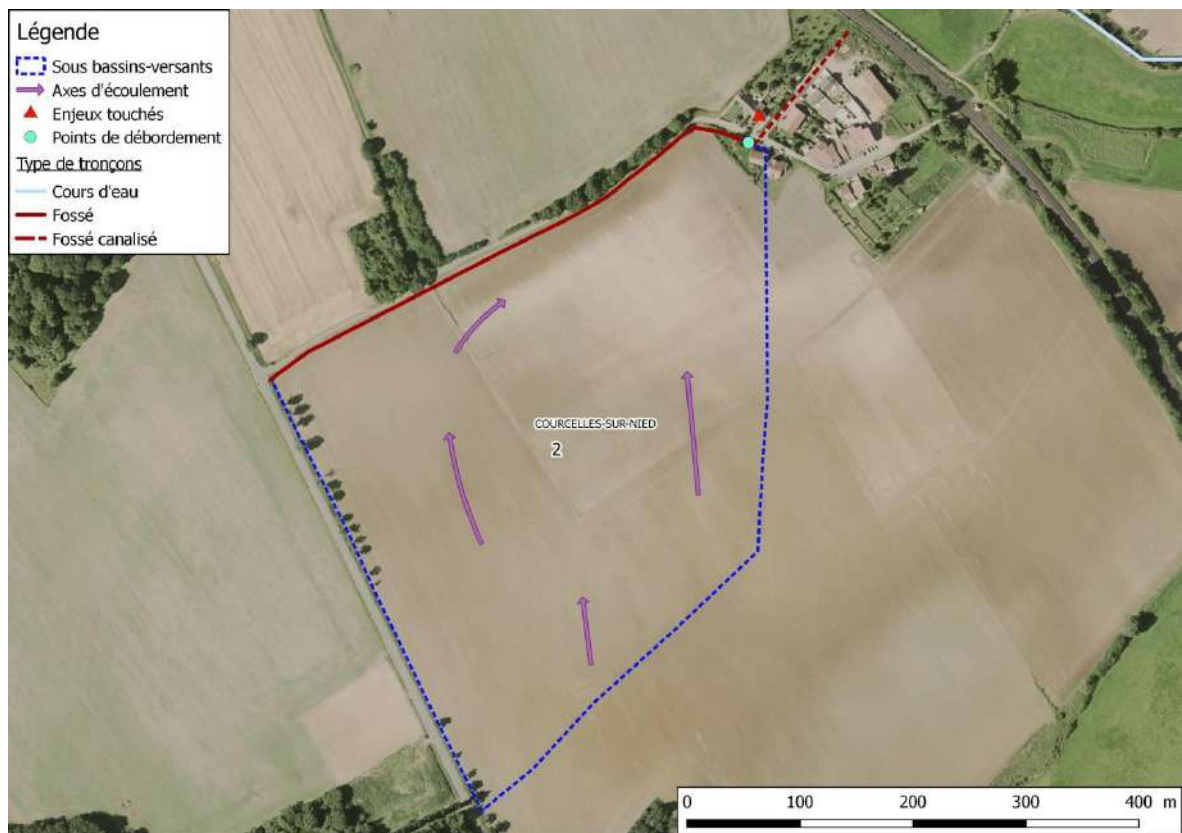 Légende
Sous bassins-versants
Axes d'écoulement
Enjeux touchés
Points de débordement
Type de tronçons
Cours d'eau
Fossé
Fossé canalisé
COURCELLES-SUR-NIED
2
0 100 200 300 400 m